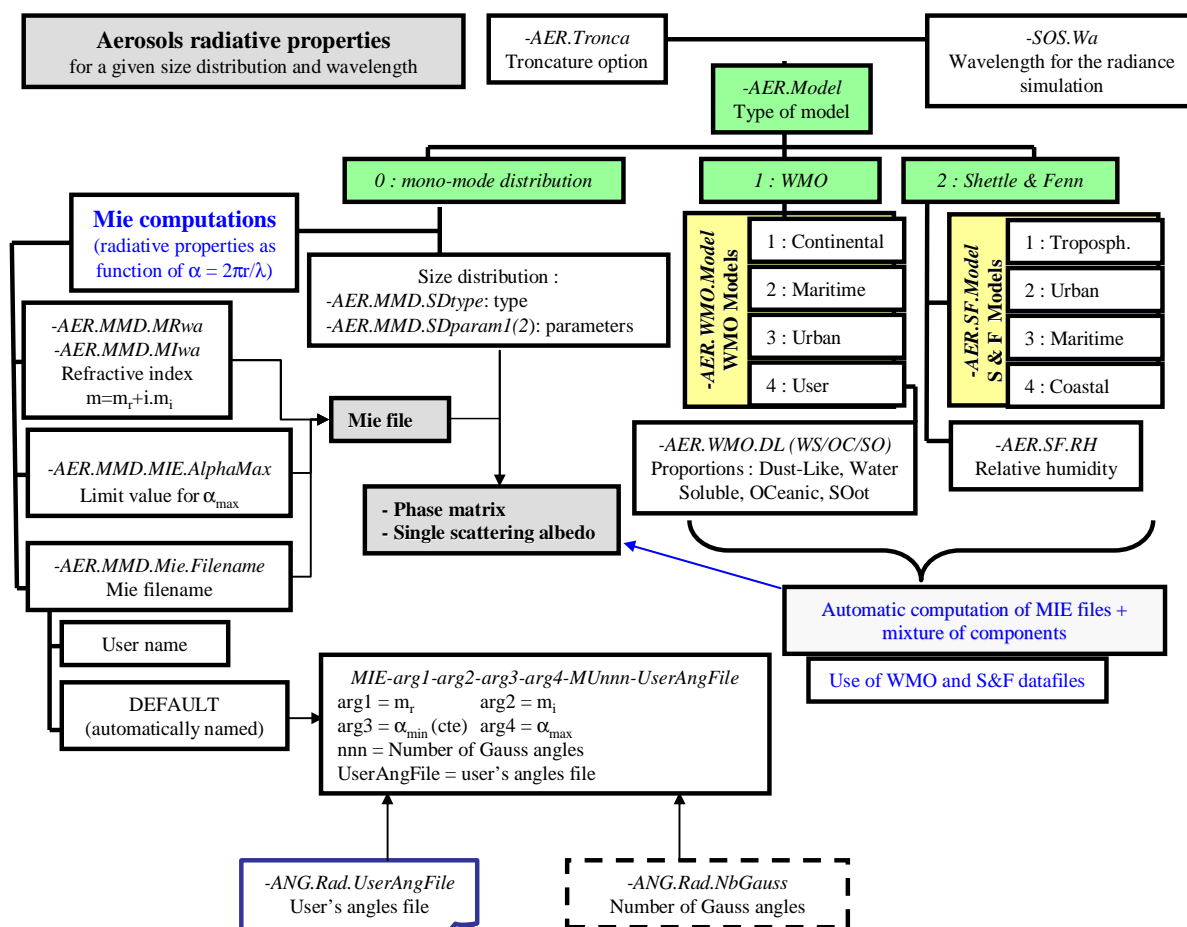 Aerosols radiative properties
for a given size distribution and wavelength
-AER.Tronca
Troncature option
-SOS.Wa
Wavelength for the radiance
simulation
-AER.Model
Type of model
0 : mono-mode distribution
1 : WMO
2 : Shettle & Fenn
Mie computations
(radiative properties as
function of α = 2πr/λ)
Size distribution :
-AER.MMD.SDtype: type
-AER.MMD.SDparam1(2): parameters
-AER.WMO.Model
WMO Models
1 : Continental
2 : Maritime
3 : Urban
4 : User
-AER.SF.Model
S & F Models
1 : Troposph.
2 : Urban
3 : Maritime
4 : Coastal
-AER.MMD.MRwa
-AER.MMD.MIwa
Refractive index
m=mr+i.mi
Mie file
-AER.MMD.MIE.AlphaMax
Limit value for αmax
-AER.WMO.DL (WS/OC/SO)
Proportions : Dust-Like, Water
Soluble, OCeanic, SOot
-AER.SF.RH
Relative humidity
- Phase matrix
- Single scattering albedo
-AER.MMD.Mie.Filename
Mie filename
User name
DEFAULT
(automatically named)
Automatic computation of MIE files +
mixture of components
Use of WMO and S&F datafiles
MIE-arg1-arg2-arg3-arg4-MUnnn-UserAngFile
arg1 = mr arg2 = mi
arg3 = αmin (cte) arg4 = αmax
nnn = Number of Gauss angles
UserAngFile = user’s angles file
-ANG.Rad.UserAngFile
User’s angles file
-ANG.Rad.NbGauss
Number of Gauss angles